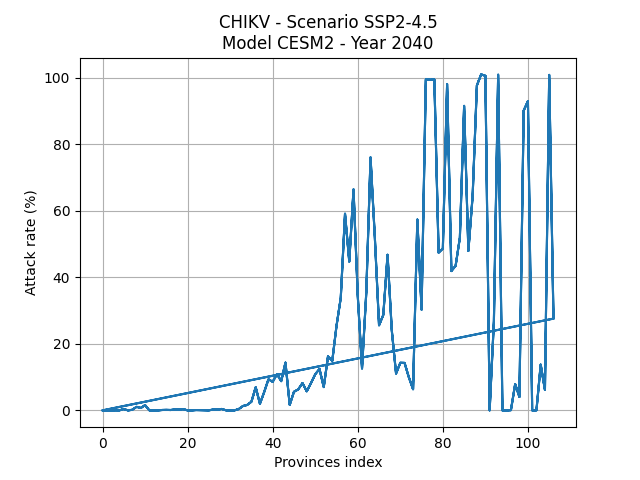 CHIKV - Scenario SSP2-4.5
Model CESM2 - Year 2040
Attack rate (%)
100
80
60
40
20
0
0 20 40 60 80 100
Provinces index